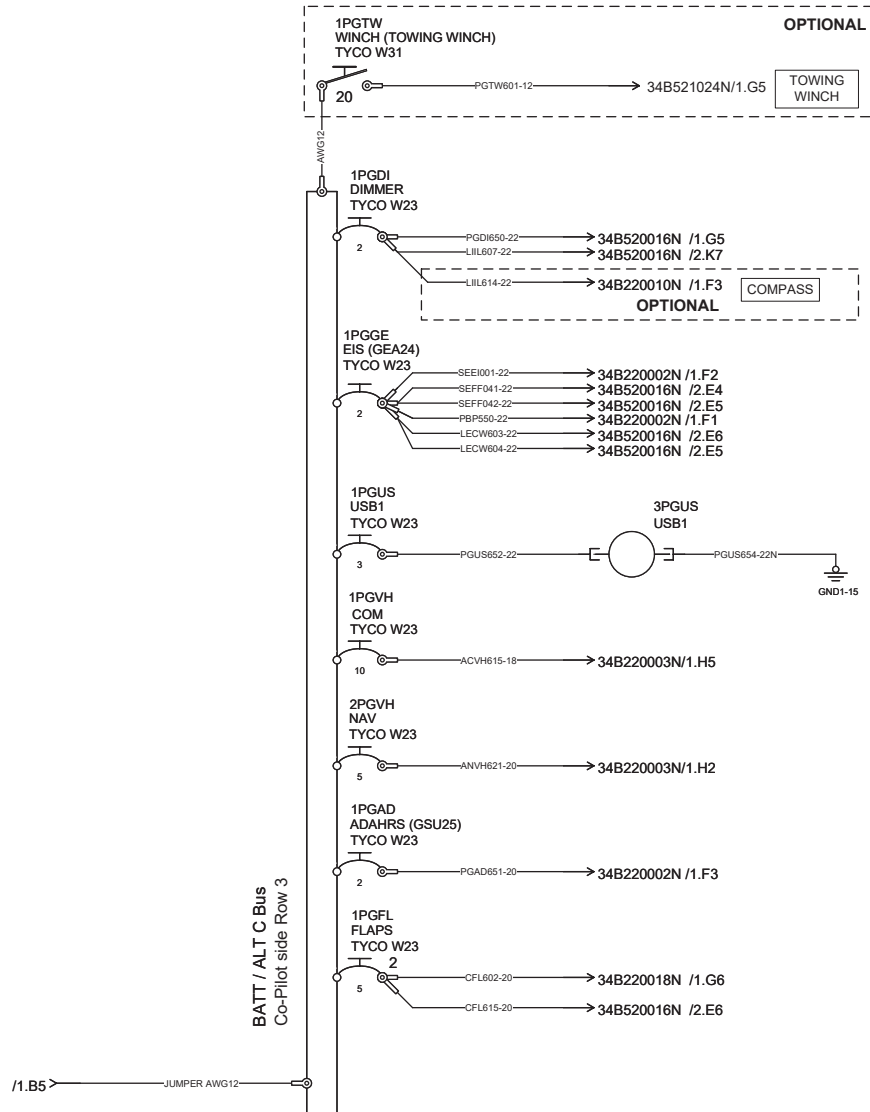 OPTIONAL
1PGTW
WINCH (TOWING WINCH)
TYCO W31
20
PGTW601-12
34B521024N/1.G5
TOWING
WINCH
AWG12
1PGDI
DIMMER
TYCO W23
2
PGDI650-22
34B520016N /1.G5
LIIL607-22
34B520016N /2.K7
LIIL614-22
34B220010N /1.F3
COMPASS
OPTIONAL
1PGGE
EIS (GEA24)
TYCO W23
2
SEEI001-22
34B220002N /1.F2
SEFF041-22
34B520016N /2.E4
SEFF042-22
34B520016N /2.E5
PBP550-22
34B220002N /1.F1
LECW603-22
34B520016N /2.E6
LECW604-22
34B520016N /2.E5
1PGUS
USB1
TYCO W23
3
PGUS652-22
3PGUS
USB1
PGUS654-22N
GND1-15
1PGVH
COM
TYCO W23
10
ACVH615-18
34B220003N/1.H5
2PGVH
NAV
TYCO W23
5
ANVH621-20
34B220003N/1.H2
1PGAD
ADAHRS (GSU25)
TYCO W23
2
PGAD651-20
34B220002N /1.F3
1PGFL
FLAPS
TYCO W23
2
5
CFL602-20
34B220018N /1.G6
CFL615-20
34B520016N /2.E6
BATT / ALT C Bus
Co-Pilot side Row 3
/1.B5
JUMPER AWG12